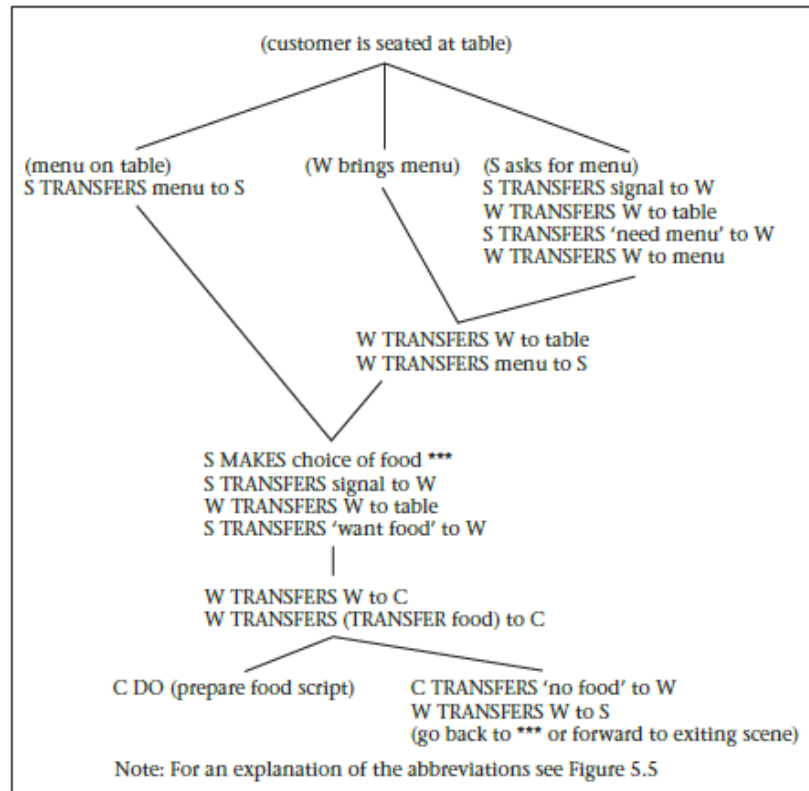 (customer is seated at table)
(menu on table)
S TRANSFERS menu to S
(W brings menu)
(S asks for menu)
S TRANSFERS signal to W
W TRANSFERS W to table
S TRANSFERS ‘need menu’ to W
W TRANSFERS W to menu
W TRANSFERS W to table
W TRANSFERS menu to S
S MAKES choice of food ***
S TRANSFERS signal to W
W TRANSFERS W to table
S TRANSFERS ‘want food’ to W
W TRANSFERS W to C
W TRANSFERS (TRANSFER food) to C
C DO (prepare food script)
C TRANSFERS ‘no food’ to W
W TRANSFERS W to S
(go back to *** or forward to exiting scene)
Note: For an explanation of the abbreviations see Figure 5.5